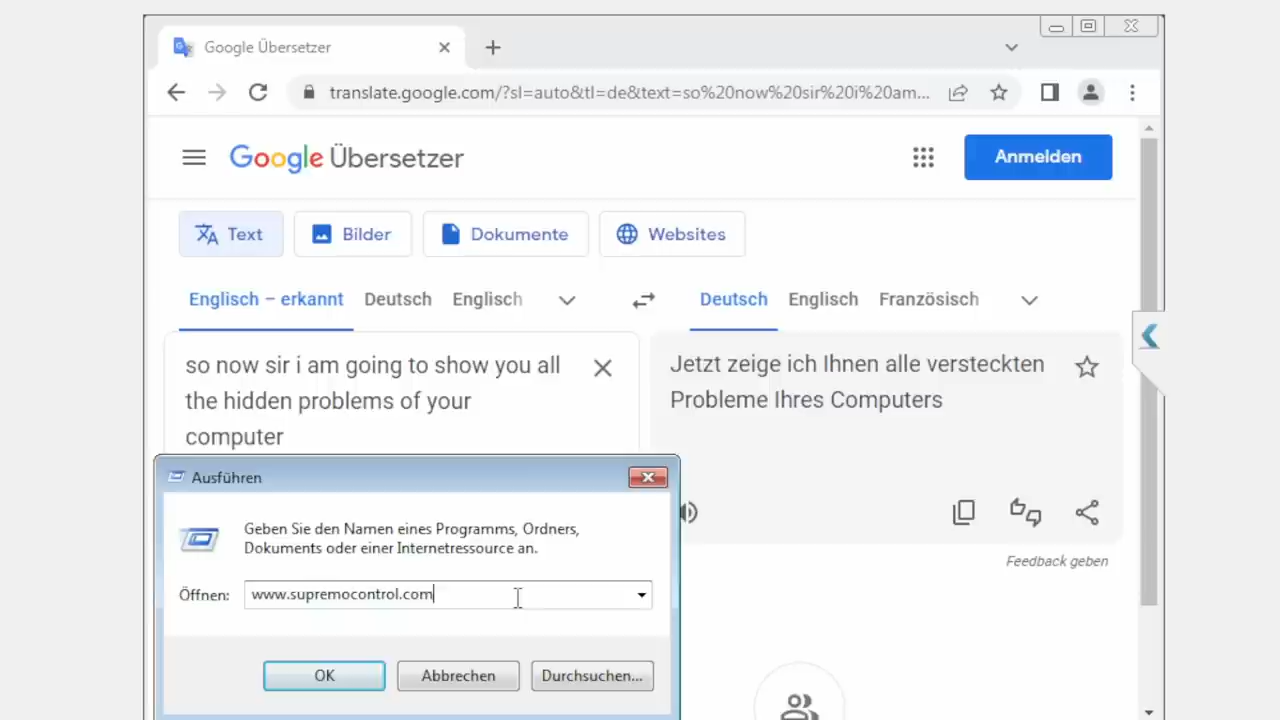 Google Übersetzer
translate.google.com/?sl=auto&tl=de&text=so%20now%20sir%20i%20am...
Google Übersetzer
Anmelden
Text Bilder Dokumente Websites
Englisch – erkannt Deutsch Englisch Deutsch Englisch Französisch
so now sir i am going to show you all
the hidden problems of your
computer
Jetzt zeige ich Ihnen alle versteckten
Probleme Ihres Computers
Feedback geben
Ausführen
Geben Sie den Namen eines Programms, Ordners,
Dokuments oder einer Internetressource an.
Öffnen: www.supremocontrol.com
OK Abbrechen Durchsuchen...